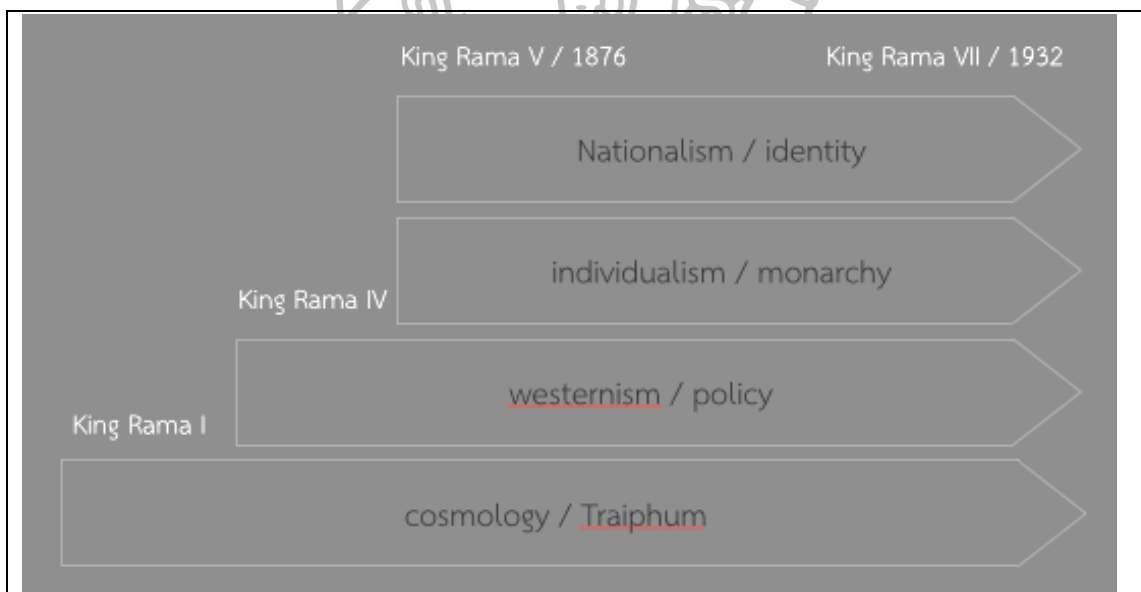 King Rama V / 1876
King Rama VII / 1932
Nationalism / identity
individualism / monarchy
King Rama IV
westernism / policy
King Rama I
cosmology / Traiphum